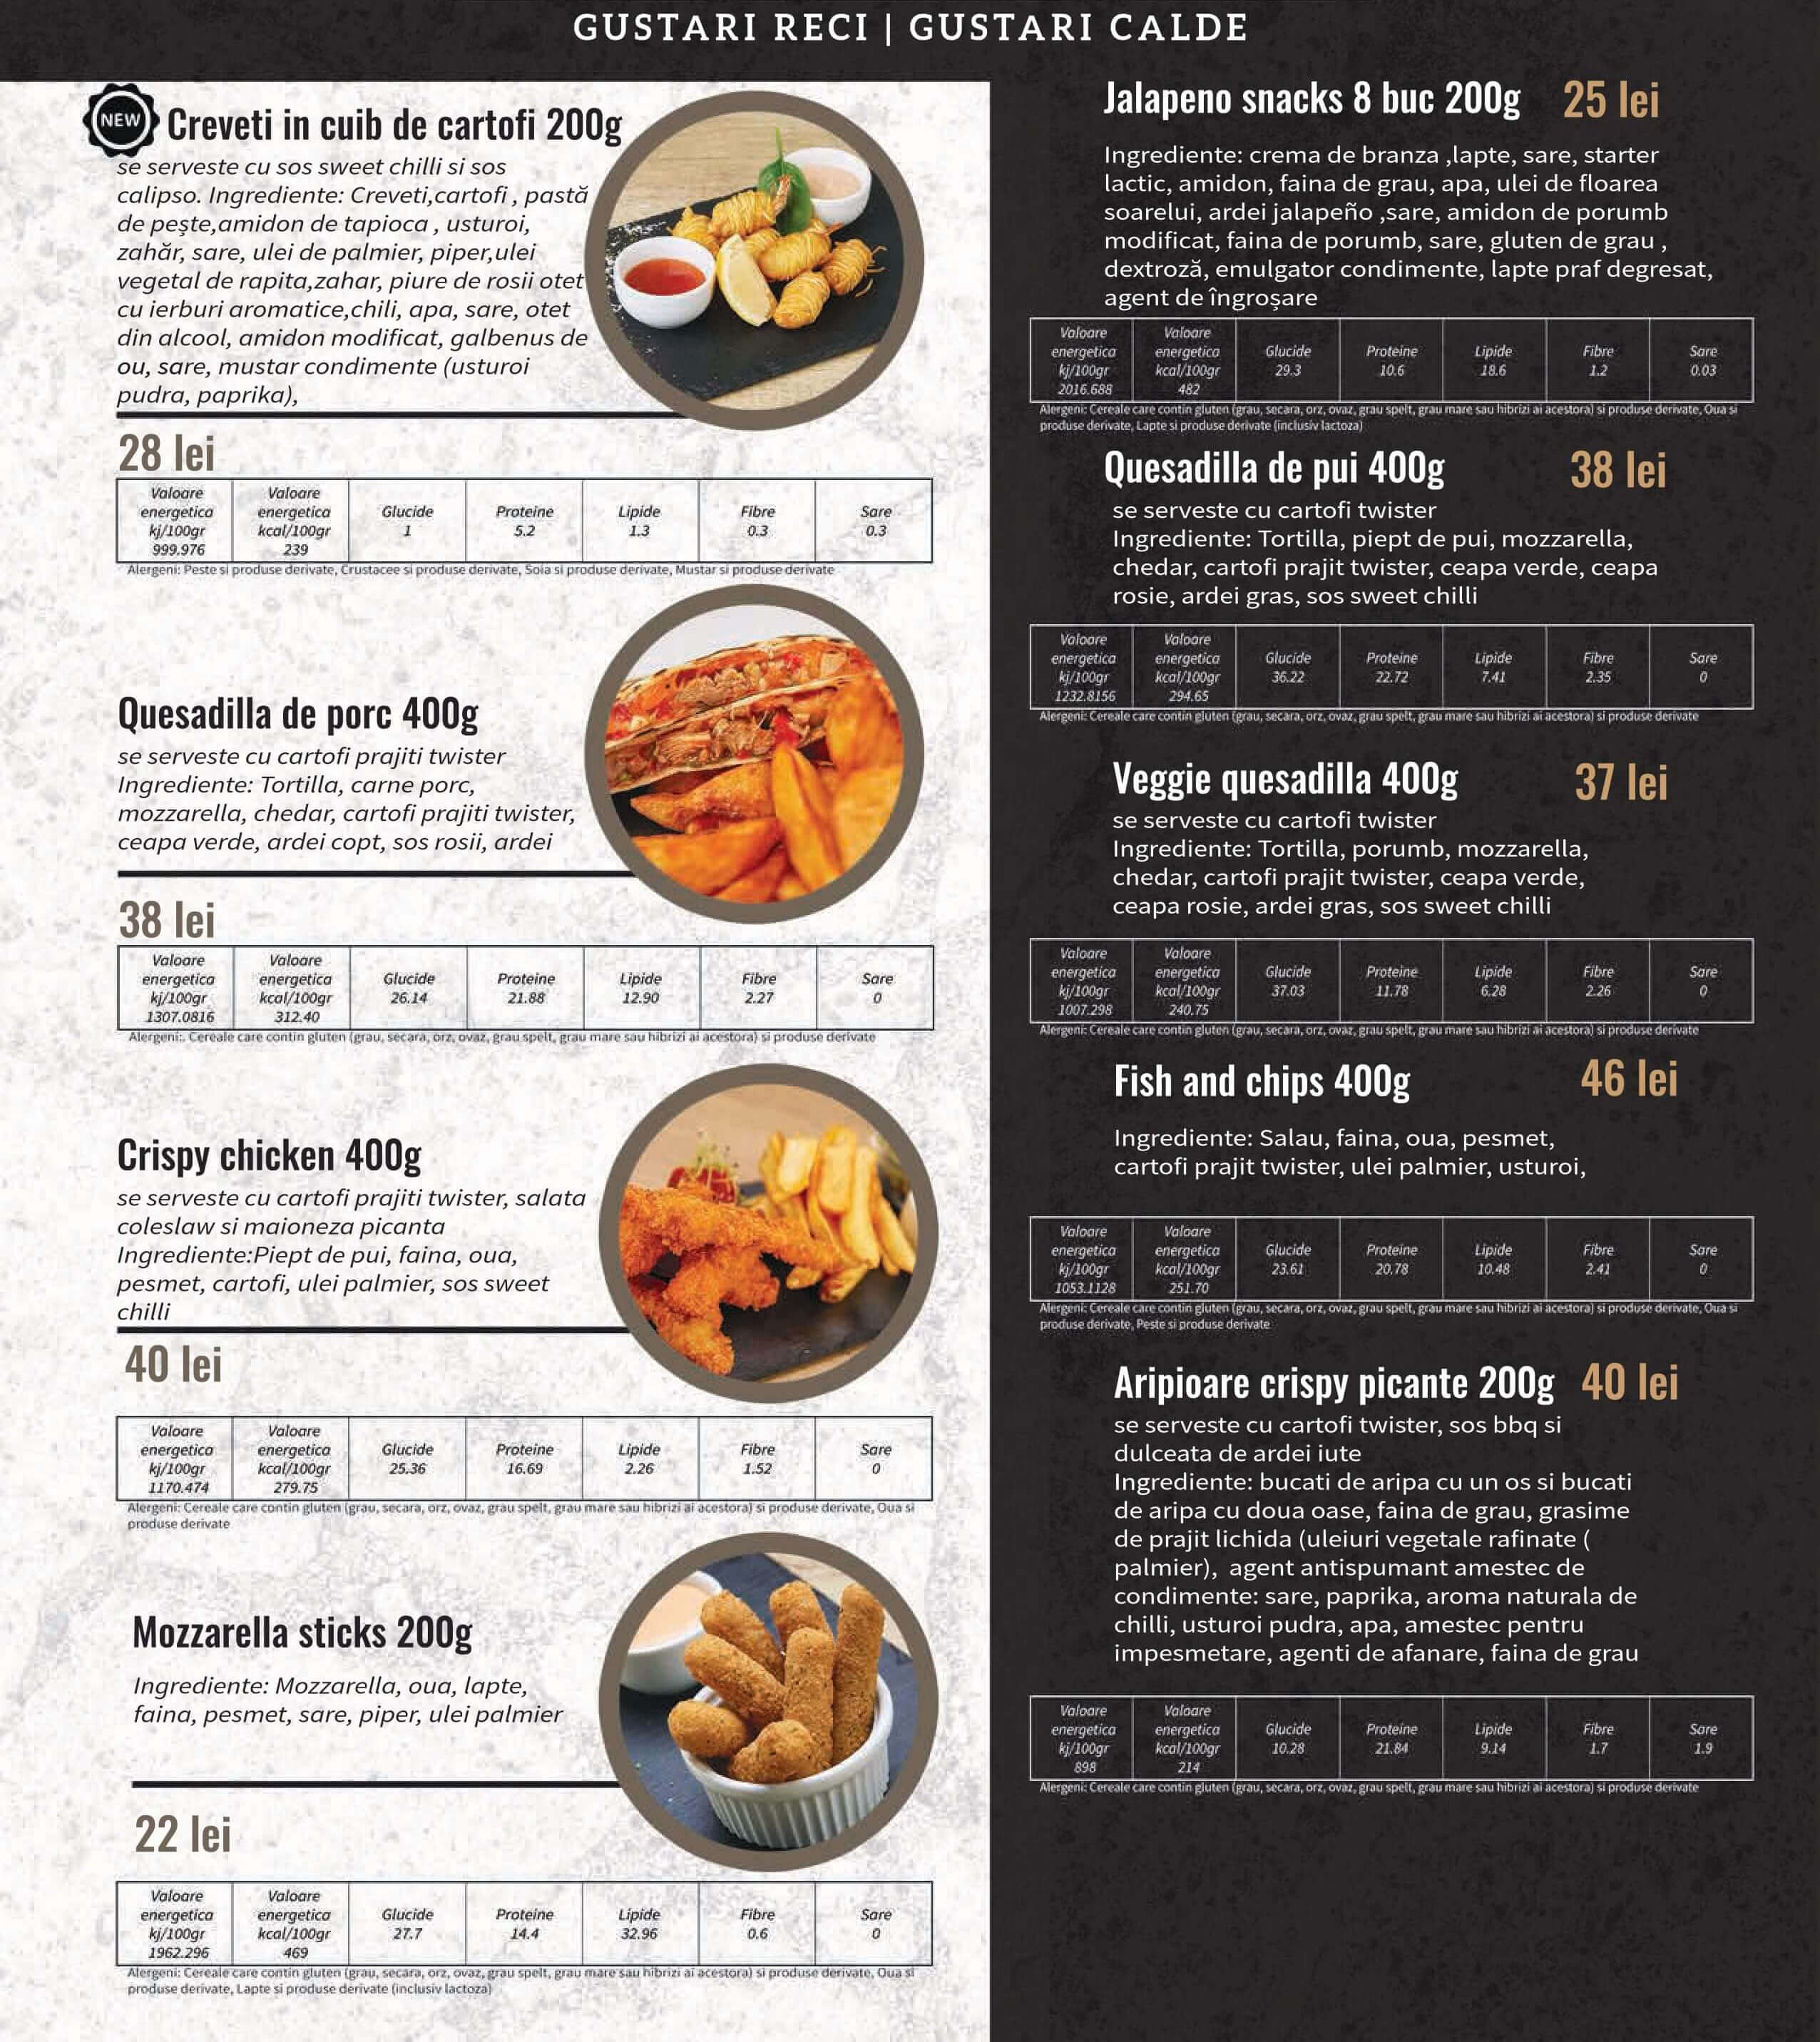 GUSTARI RECI | GUSTARI CALDE
NEW
Creveti in cuib de cartofi 200g
se serveste cu sos sweet chilli si sos
calipso. Ingrediente: Creveti,cartofi , pastă
de pește,amidon de tapioca , usturoi,
zahăr, sare, ulei de palmier, piper,ulei
vegetal de rapita,zahar, piure de rosii otet
cu ierburi aromatice,chili, apa, sare, otet
din alcool, amidon modificat, galbenus de
ou, sare, mustar condimente (usturoi
pudra, paprika),
28 lei
Valoare energetica kj/100gr 999.976
Valoare energetica kcal/100gr 239
Glucide 1
Proteine 5.2
Lipide 1.3
Fibre 0.3
Sare 0.3
Alergeni: Peste si produse derivate, Crustacee si produse derivate, Soia si produse derivate, Mustar si produse derivate
Quesadilla de porc 400g
se serveste cu cartofi prajiti twister
Ingrediente: Tortilla, carne porc,
mozzarella, chedar, cartofi prajiti twister,
ceapa verde, ardei copt, sos rosii, ardei
38 lei
Valoare energetica kj/100gr 1307.0816
Valoare energetica kcal/100gr 312.40
Glucide 26.14
Proteine 21.88
Lipide 12.90
Fibre 2.27
Sare 0
Alergeni:. Cereale care contin gluten (grau, secara, orz, ovaz, grau spelt, grau mare sau hibrizi ai acestora) si produse derivate
Crispy chicken 400g
se serveste cu cartofi prajiti twister, salata
coleslaw si maioneza picanta
Ingrediente:Piept de pui, faina, oua,
pesmet, cartofi, ulei palmier, sos sweet
chilli
40 lei
Valoare energetica kj/100gr 1170.474
Valoare energetica kcal/100gr 279.75
Glucide 25.36
Proteine 16.69
Lipide 2.26
Fibre 1.52
Sare 0
Alergeni: Cereale care contin gluten (grau, secara, orz, ovaz, grau spelt, grau mare sau hibrizi ai acestora) si produse derivate, Oua si
produse derivate
Mozzarella sticks 200g
Ingrediente: Mozzarella, oua, lapte,
faina, pesmet, sare, piper, ulei palmier
22 lei
Valoare energetica kj/100gr 1962.296
Valoare energetica kcal/100gr 469
Glucide 27.7
Proteine 14.4
Lipide 32.96
Fibre 0.6
Sare 0
Alergeni: Cereale care contin gluten (grau, secara, orz, ovaz, grau spelt, grau mare sau hibrizi ai acestora) si produse derivate, Oua si
produse derivate, Lapte si produse derivate (inclusiv lactoza)
Jalapeno snacks 8 buc 200g 25 lei
Ingrediente: crema de branza ,lapte, sare, starter
lactic, amidon, faina de grau, apa, ulei de floarea
soarelui, ardei jalapeño ,sare, amidon de porumb
modificat, faina de porumb, sare, gluten de grau ,
dextroză, emulgator condimente, lapte praf degresat,
agent de îngroșare
Valoare energetica kj/100gr 2016.688
Valoare energetica kcal/100gr 482
Glucide 29.3
Proteine 10.6
Lipide 18.6
Fibre 1.2
Sare 0.03
Alergeni: Cereale care contin gluten (grau, secara, orz, ovaz, grau spelt, grau mare sau hibrizi ai acestora) si produse derivate, Oua si
produse derivate, Lapte si produse derivate (inclusiv lactoza)
Quesadilla de pui 400g 38 lei
se serveste cu cartofi twister
Ingrediente: Tortilla, piept de pui, mozzarella,
chedar, cartofi prajit twister, ceapa verde, ceapa
rosie, ardei gras, sos sweet chilli
Valoare energetica kj/100gr 1232.8156
Valoare energetica kcal/100gr 294.65
Glucide 36.22
Proteine 22.72
Lipide 7.41
Fibre 2.35
Sare 0
Alergeni: Cereale care contin gluten (grau, secara, orz, ovaz, grau spelt, grau mare sau hibrizi ai acestora) si produse derivate
Veggie quesadilla 400g 37 lei
se serveste cu cartofi twister
Ingrediente: Tortilla, porumb, mozzarella,
chedar, cartofi prajit twister, ceapa verde,
ceapa rosie, ardei gras, sos sweet chilli
Valoare energetica kj/100gr 1007.298
Valoare energetica kcal/100gr 240.75
Glucide 37.03
Proteine 11.78
Lipide 6.28
Fibre 2.26
Sare 0
Alergeni: Cereale care contin gluten (grau, secara, orz, ovaz, grau spelt, grau mare sau hibrizi ai acestora) si produse derivate
Fish and chips 400g 46 lei
Ingrediente: Salau, faina, oua, pesmet,
cartofi prajit twister, ulei palmier, usturoi,
Valoare energetica kj/100gr 1053.1128
Valoare energetica kcal/100gr 251.70
Glucide 23.61
Proteine 20.78
Lipide 10.48
Fibre 2.41
Sare 0
Alergeni: Cereale care contin gluten (grau, secara, orz, ovaz, grau spelt, grau mare sau hibrizi ai acestora) si produse derivate, Oua si
produse derivate, Peste si produse derivate
Aripioare crispy picante 200g 40 lei
se serveste cu cartofi twister, sos bbq si
dulceata de ardei iute
Ingrediente: bucati de aripa cu un os si bucati
de aripa cu doua oase, faina de grau, grasime
de prajit lichida (uleiuri vegetale rafinate (
palmier), agent antispumant amestec de
condimente: sare, paprika, aroma naturala de
chilli, usturoi pudra, apa, amestec pentru
impesmetare, agenti de afanare, faina de grau
Valoare energetica kj/100gr 898
Valoare energetica kcal/100gr 214
Glucide 10.28
Proteine 21.84
Lipide 9.14
Fibre 1.7
Sare 1.9
Alergeni: Cereale care contin gluten (grau, secara, orz, ovaz, grau spelt, grau mare sau hibrizi ai acestora) si produse derivate